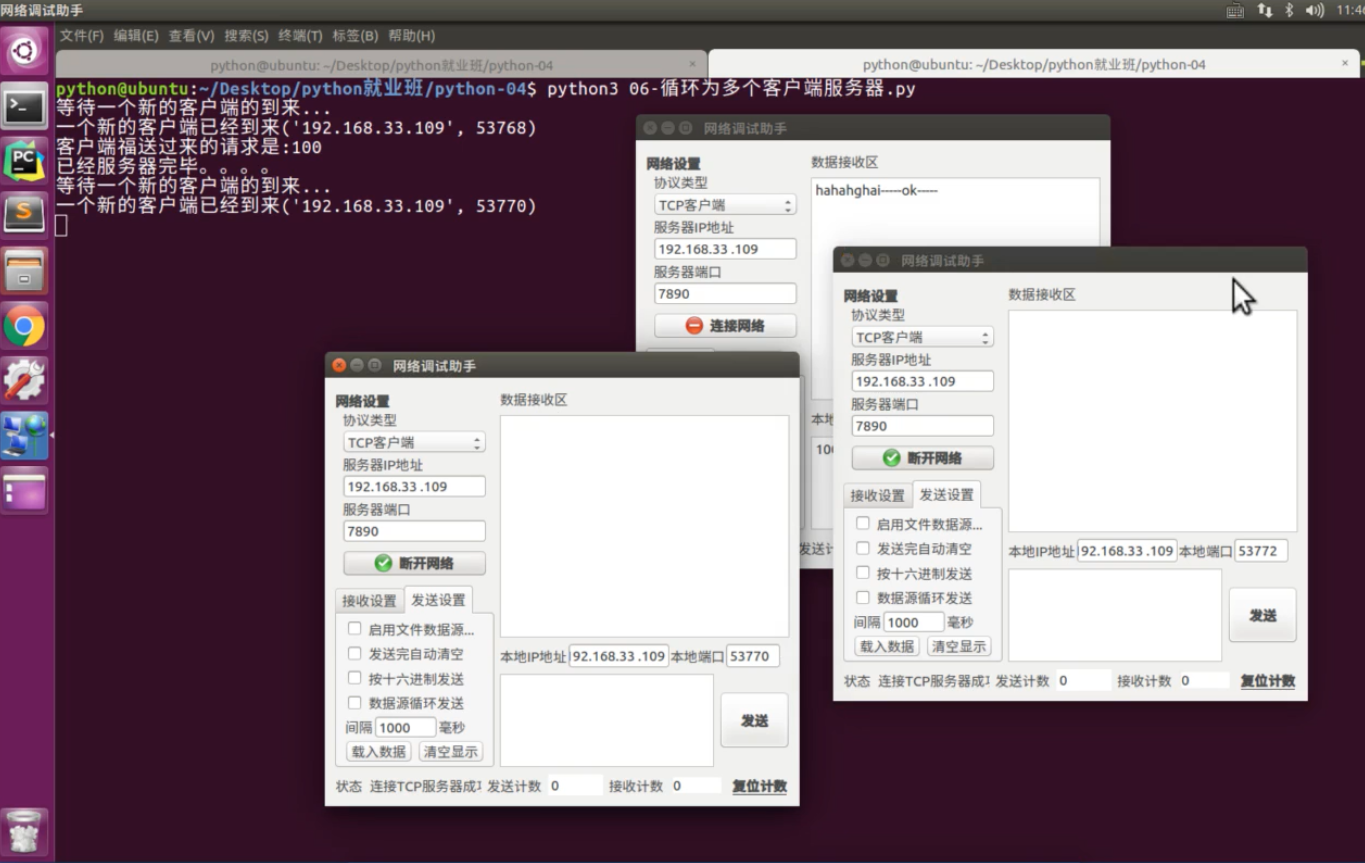 网络调试助手
11:46
文件(F) 编辑(E) 查看(V) 搜索(S) 终端(T) 标签(B) 帮助(H)
python@ubuntu: ~/Desktop/python就业班/python-04 ×
python@ubuntu: ~/Desktop/python就业班/python-04 ×
python@ubuntu:~/Desktop/python就业班/python-04$ python3 06-循环为多个客户端服务器.py
等待一个新的客户端的到来...
一个新的客户端已经到来('192.168.33.109', 53768)
客户端福送过来的请求是:100
已经服务器完毕。。。。
等待一个新的客户端的到来...
一个新的客户端已经到来('192.168.33.109', 53770)
网络调试助手
网络设置
数据接收区
协议类型
hahahghai-----ok-----
TCP客户端
服务器IP地址
192.168.33 .109
服务器端口
7890
连接网络
网络调试助手
网络设置
数据接收区
协议类型
TCP客户端
服务器IP地址
192.168.33 .109
服务器端口
7890
断开网络
接收设置 发送设置
启用文件数据源...
发送完自动清空
按十六进制发送
数据源循环发送
间隔 1000 毫秒
载入数据 清空显示
本地IP地址 92.168.33 .109 本地端口 53772
发送
状态 连接TCP服务器成 发送计数 0 接收计数 0 复位计数
网络调试助手
网络设置
数据接收区
协议类型
TCP客户端
服务器IP地址
192.168.33 .109
服务器端口
7890
断开网络
接收设置 发送设置
启用文件数据源...
发送完自动清空
按十六进制发送
数据源循环发送
间隔 1000 毫秒
载入数据 清空显示
本地IP地址 92.168.33 .109 本地端口 53770
发送
状态 连接TCP服务器成 发送计数 0 接收计数 0 复位计数